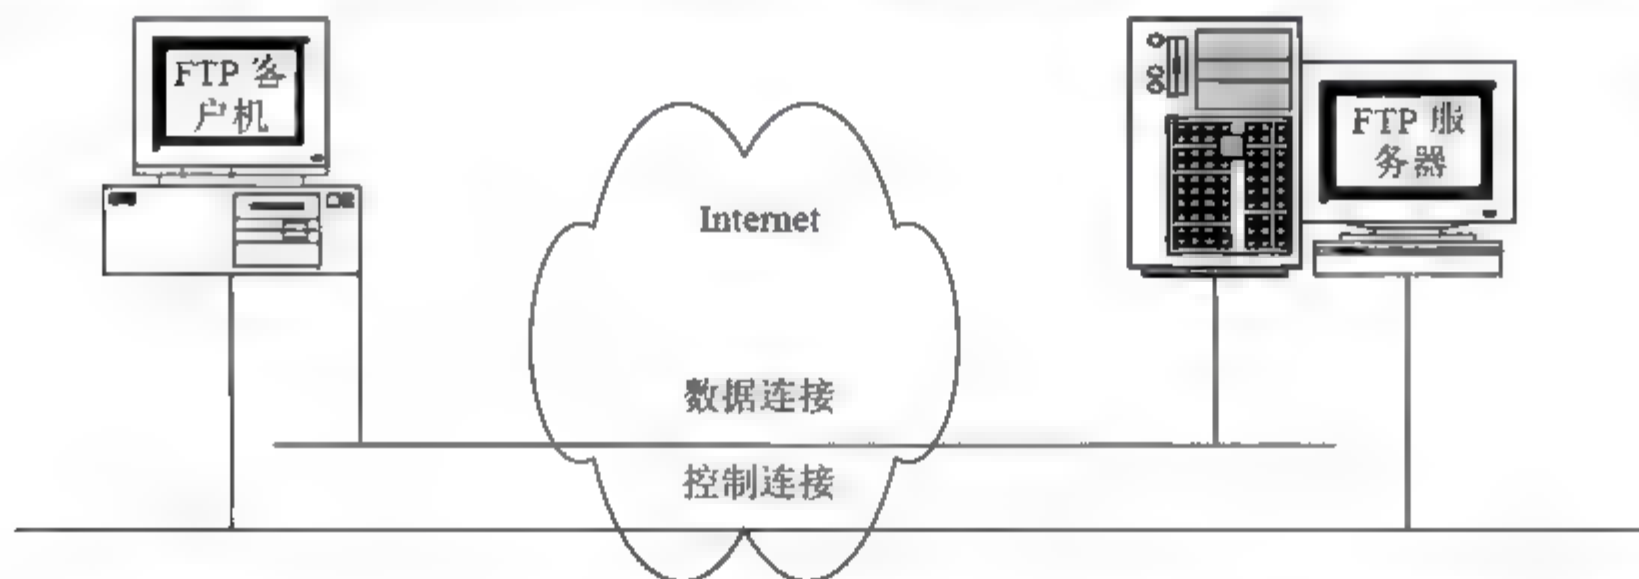 FTP 客
户机
FTP 服
务器
Internet
数据连接
控制连接